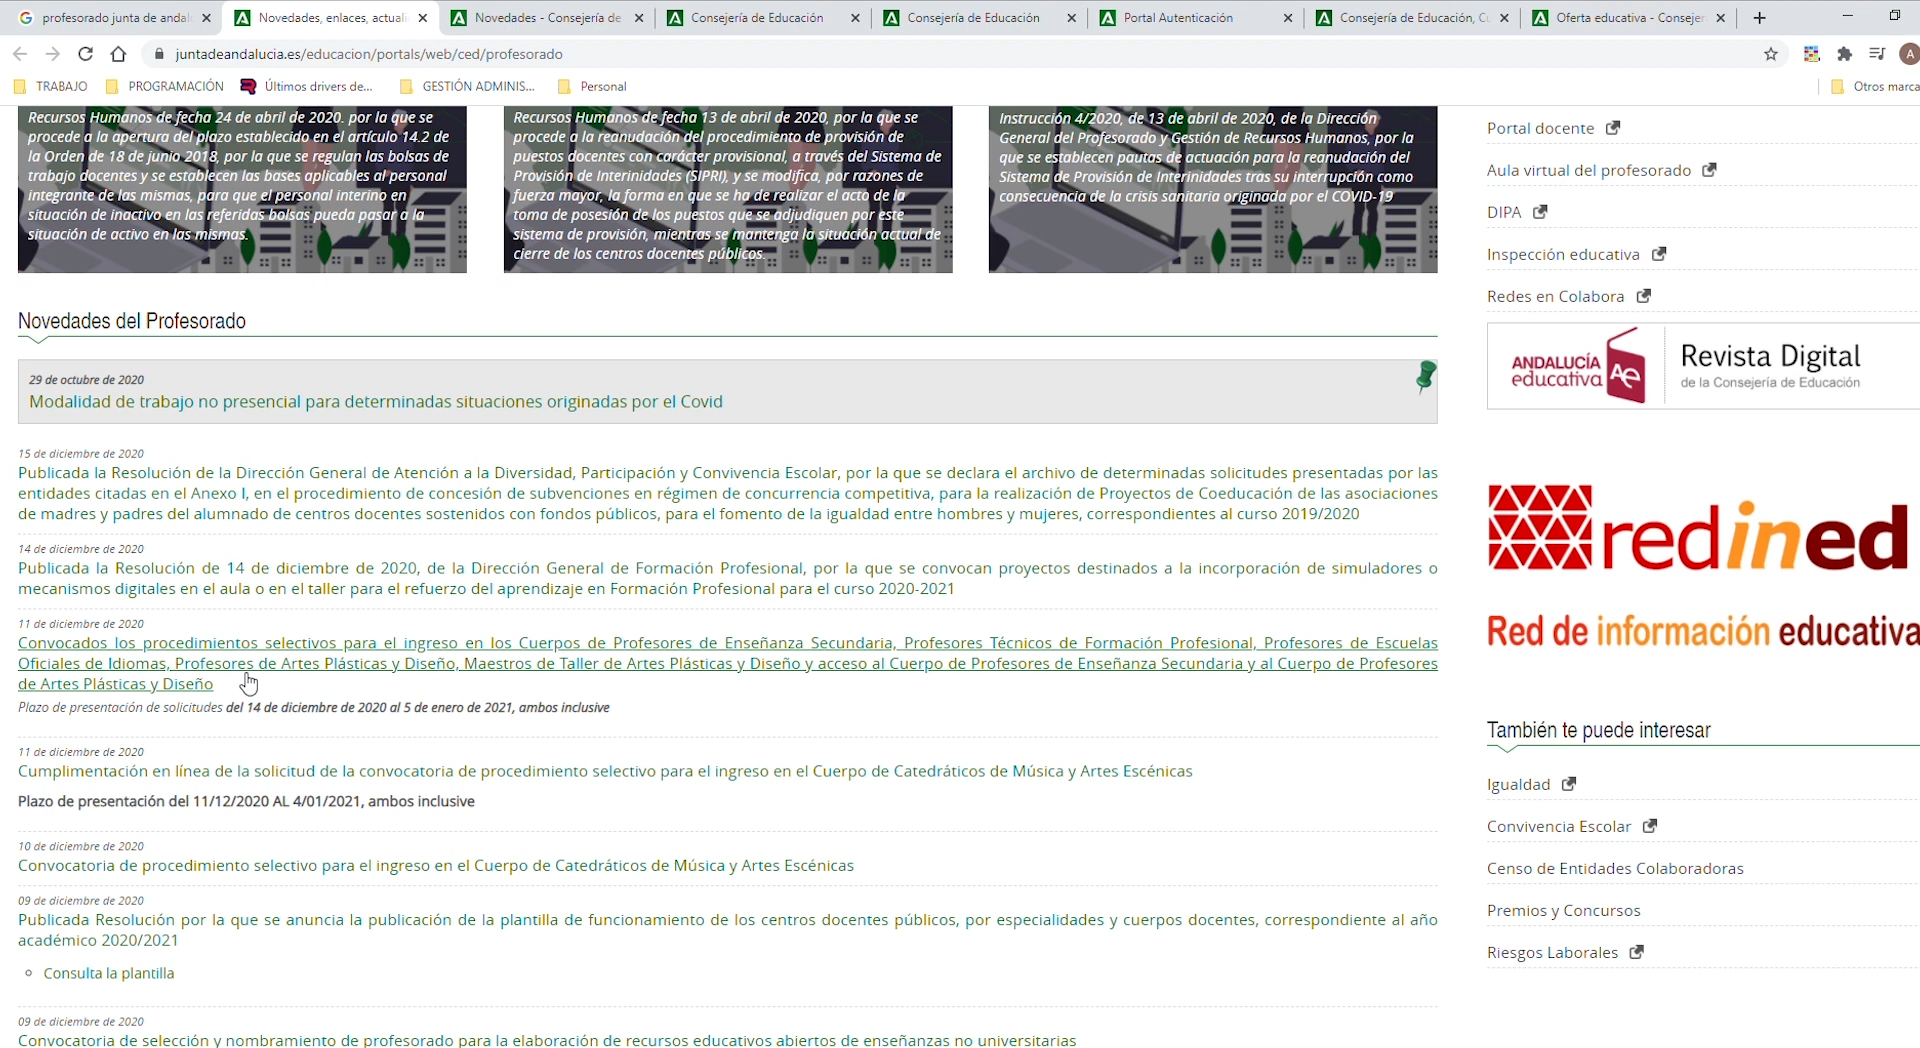 profesorado junta de andal
Novedades, enlaces, actuali
Novedades - Consejería de
Consejería de Educación
Consejería de Educación
Portal Autenticación
Consejería de Educación, C
Oferta educativa - Consejer
juntadeandalucia.es/educacion/portals/web/ced/profesorado
A
TRABAJO
PROGRAMACIÓN
Últimos drivers de...
GESTIÓN ADMINIS...
Personal
Otros marca
Recursos Humanos de fecha 24 de abril de 2020. por la que se
procede a la apertura del plazo establecido en el artículo 14.2 de
la Orden de 18 de junio 2018, por la que se regulan las bolsas de
trabajo docentes y se establecen las bases aplicables al personal
integrante de las mismas, para que el personal interino en
situación de inactivo en las referidas bolsas pueda pasar a la
situación de activo en las mismas.
Recursos Humanos de fecha 13 de abril de 2020, por la que se
procede a la reanudación del procedimiento de provisión de
puestos docentes con carácter provisional, a través del Sistema de
Provisión de Interinidades (SIPRI), y se modifica, por razones de
fuerza mayor, la forma en que se ha de realizar el acto de la
toma de posesión de los puestos que se adjudiquen por este
sistema de provisión, mientras se mantenga la situación actual de
cierre de los centros docentes públicos.
Instrucción 4/2020, de 13 de abril de 2020, de la Dirección
General del Profesorado y Gestión de Recursos Humanos, por la
que se establecen pautas de actuación para la reanudación del
Sistema de Provisión de Interinidades tras su interrupción como
consecuencia de la crisis sanitaria originada por el COVID-19
Novedades del Profesorado
29 de octubre de 2020
Modalidad de trabajo no presencial para determinadas situaciones originadas por el Covid
15 de diciembre de 2020
Publicada la Resolución de la Dirección General de Atención a la Diversidad, Participación y Convivencia Escolar, por la que se declara el archivo de determinadas solicitudes presentadas por las
entidades citadas en el Anexo I, en el procedimiento de concesión de subvenciones en régimen de concurrencia competitiva, para la realización de Proyectos de Coeducación de las asociaciones
de madres y padres del alumnado de centros docentes sostenidos con fondos públicos, para el fomento de la igualdad entre hombres y mujeres, correspondientes al curso 2019/2020
14 de diciembre de 2020
Publicada la Resolución de 14 de diciembre de 2020, de la Dirección General de Formación Profesional, por la que se convocan proyectos destinados a la incorporación de simuladores o
mecanismos digitales en el aula o en el taller para el refuerzo del aprendizaje en Formación Profesional para el curso 2020-2021
11 de diciembre de 2020
Convocados los procedimientos selectivos para el ingreso en los Cuerpos de Profesores de Enseñanza Secundaria, Profesores Técnicos de Formación Profesional, Profesores de Escuelas
Oficiales de Idiomas, Profesores de Artes Plásticas y Diseño, Maestros de Taller de Artes Plásticas y Diseño y acceso al Cuerpo de Profesores de Enseñanza Secundaria y al Cuerpo de Profesores
de Artes Plásticas y Diseño
Plazo de presentación de solicitudes del 14 de diciembre de 2020 al 5 de enero de 2021, ambos inclusive
11 de diciembre de 2020
Cumplimentación en línea de la solicitud de la convocatoria de procedimiento selectivo para el ingreso en el Cuerpo de Catedráticos de Música y Artes Escénicas
Plazo de presentación del 11/12/2020 AL 4/01/2021, ambos inclusive
10 de diciembre de 2020
Convocatoria de procedimiento selectivo para el ingreso en el Cuerpo de Catedráticos de Música y Artes Escénicas
09 de diciembre de 2020
Publicada Resolución por la que se anuncia la publicación de la plantilla de funcionamiento de los centros docentes públicos, por especialidades y cuerpos docentes, correspondiente al año
académico 2020/2021
Consulta la plantilla
09 de diciembre de 2020
Convocatoria de selección y nombramiento de profesorado para la elaboración de recursos educativos abiertos de enseñanzas no universitarias
Portal docente
Aula virtual del profesorado
DIPA
Inspección educativa
Redes en Colabora
ANDALUCÍA
educativa
Ae
Revista Digital
de la Consejería de Educación
redined
Red de información educativa
También te puede interesar
Igualdad
Convivencia Escolar
Censo de Entidades Colaboradoras
Premios y Concursos
Riesgos Laborales